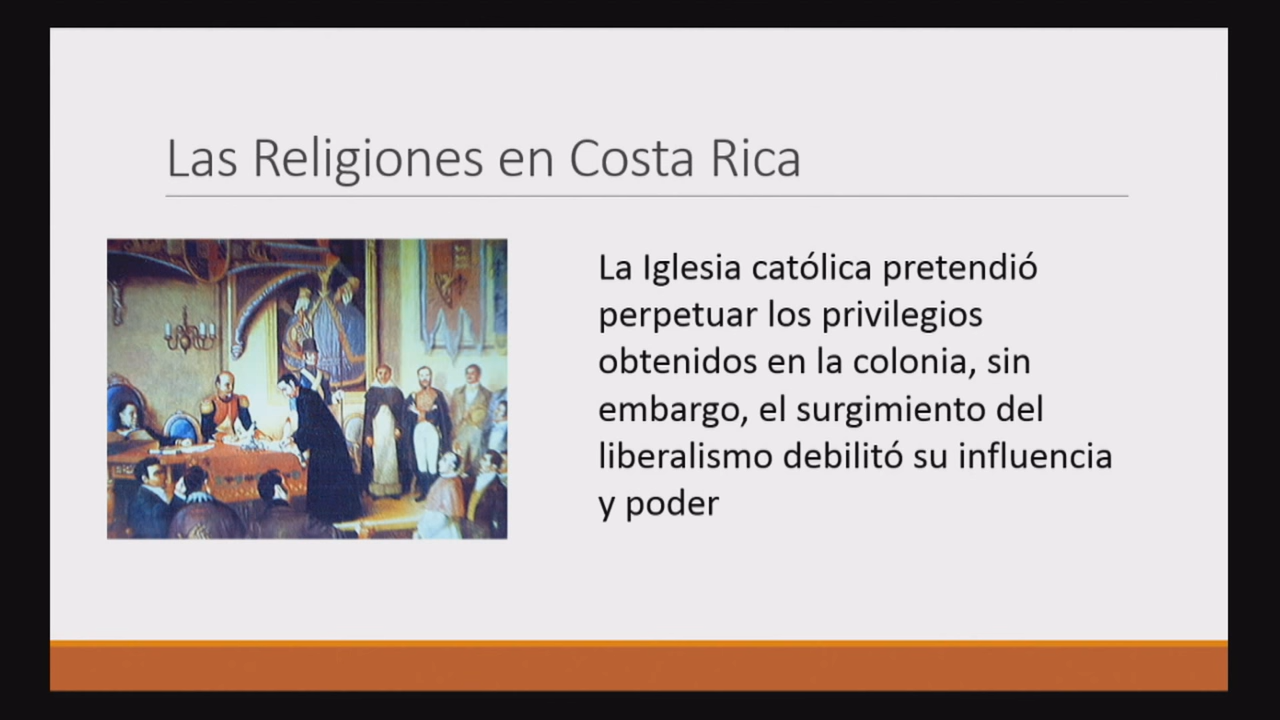 Las Religiones en Costa Rica
La Iglesia católica pretendió
perpetuar los privilegios
obtenidos en la colonia, sin
embargo, el surgimiento del
liberalismo debilitó su influencia
y poder